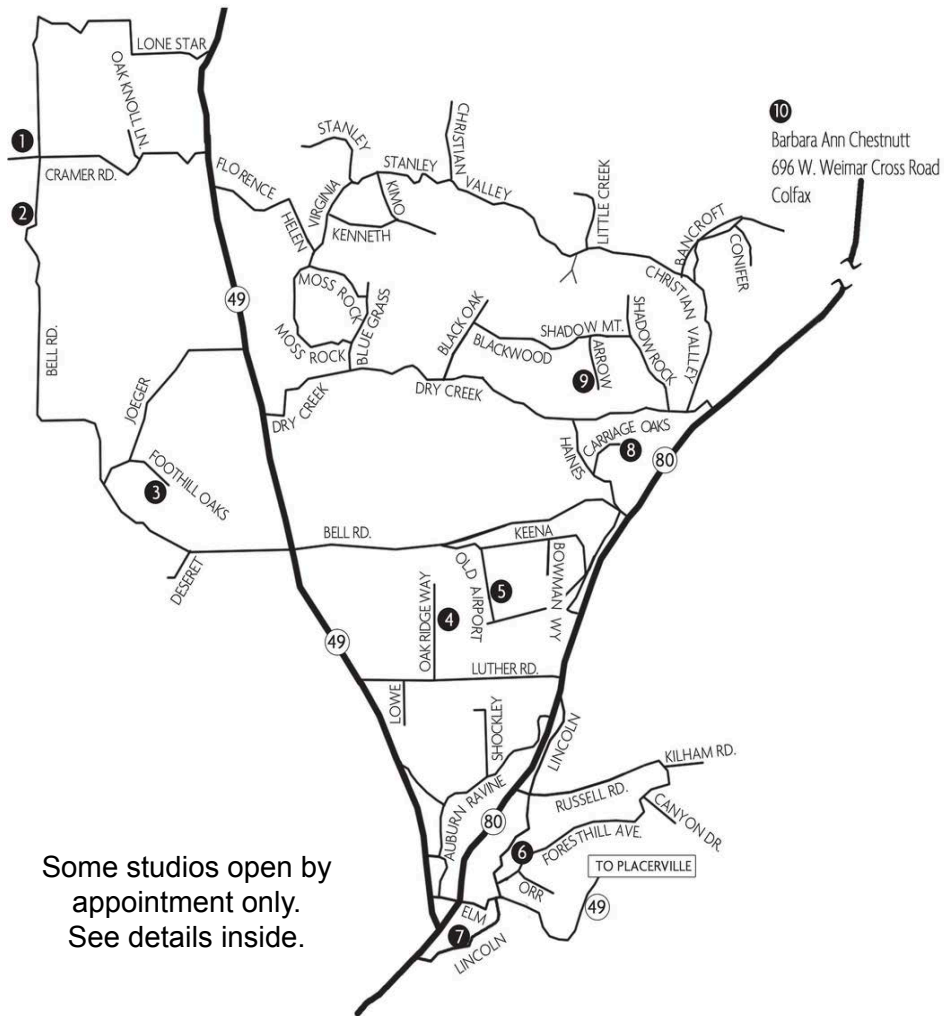 LONE STAR
OAK KNOLL LN.
1
CRAMER RD.
2
STANLEY
CHRISTIAN
VALLEY
STANLEY
FLORENCE
HELEN
VIRGINIA
KIMO
KENNETH
LITTLE CREEK
BANCROFT
CONIFER
10
Barbara Ann Chestnutt
696 W. Weimar Cross Road
Colfax
49
BELL RD.
MOSS ROCK
MOSS ROCK
BLUE GRASS
BLACK OAK
BLACKWOOD
SHADOW MT.
SHADOW ROCK
CHRISTIAN VALLLEY
ARROW
9
JOEGER
DRY CREEK
DRY CREEK
FOOTHILL OAKS
3
HAINES
CARRIAGE OAKS
8
80
BELL RD.
KEENA
DESERET
OLD AIRPORT
5
BOWMAN WY
OAK RIDGE WAY
4
49
LUTHER RD.
LOWE
SHOCKLEY
LINCOLN
KILHAM RD.
RUSSELL RD.
CANYON DR.
AUBURN RAVINE
80
6
FORESTHILL AVE.
TO PLACERVILLE
ORR
49
ELM
7
LINCOLN
Some studios open by
appointment only.
See details inside.